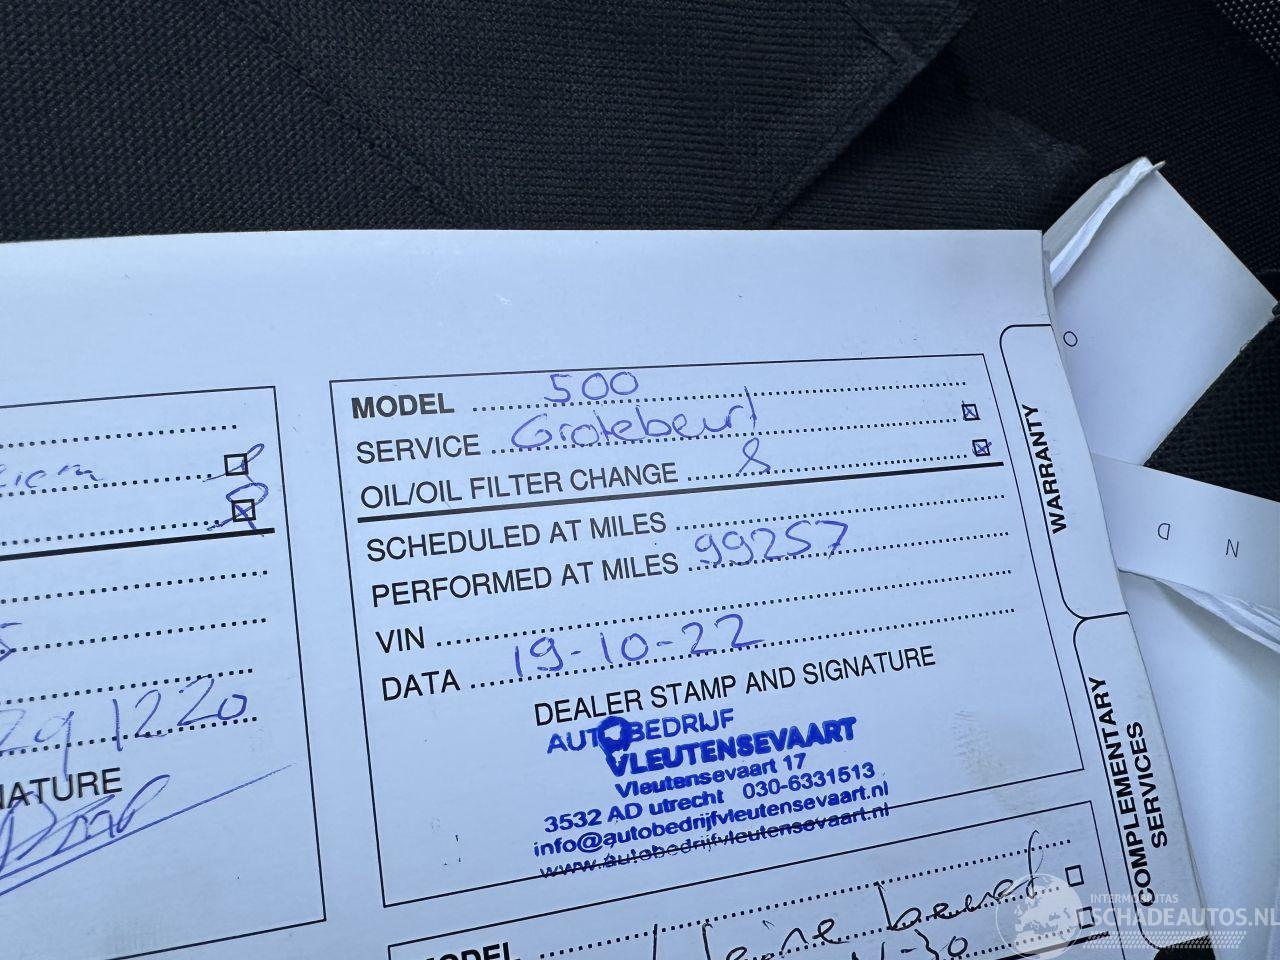 MODEL 500
SERVICE Grotebeurt
OIL/OIL FILTER CHANGE
SCHEDULED AT MILES
PERFORMED AT MILES 99257
VIN
DATA 19-10-22
DEALER STAMP AND SIGNATURE
AUTOBEDRIJF
VLEUTENSEVAART
Vleutensevaart 17
3532 AD utrecht 030-6331513
info@autobedrijfvleutensevaart.nl
www.autobedrijfvleutensevaart.nl
MODEL
1220
NATURE
WARRANTY
COMPLEMENTARY
SERVICES
O
D
N
INTERMOBILITAS
SCHADEAUTOS.NL